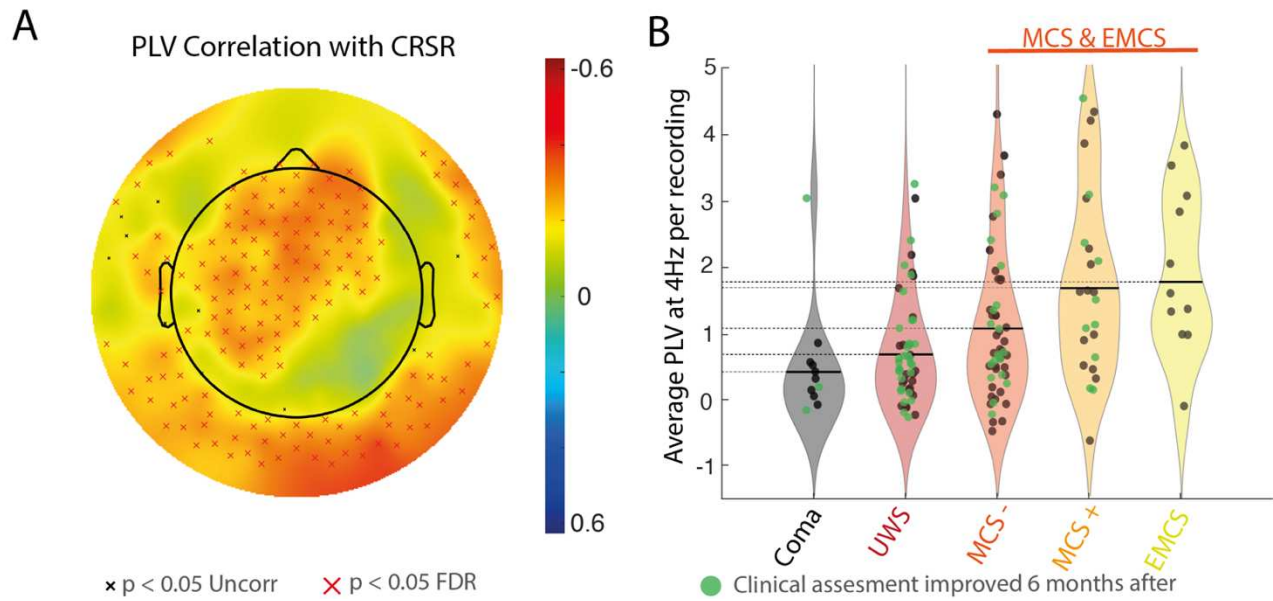 A
PLV Correlation with CRSR
-0.6
0
0.6
× p < 0.05 Uncorr × p < 0.05 FDR
B
MCS & EMCS
Average PLV at 4Hz per recording
5
4
3
2
1
0
-1
Coma
UWS
MCS -
MCS +
EMCS
Clinical assesment improved 6 months after